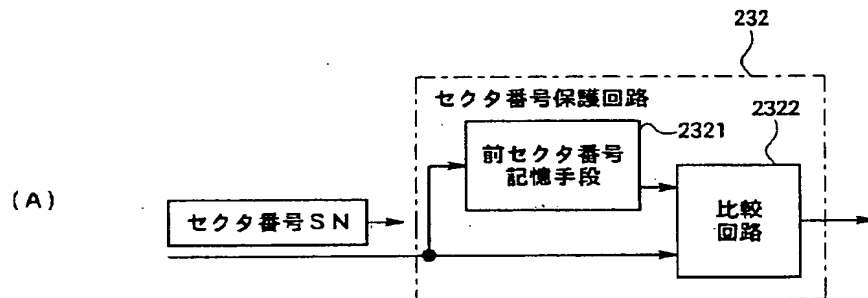 232
セクタ番号保護回路
2322
2321
前セクタ番号
記憶手段
(A)
セクタ番号SN
比較
回路